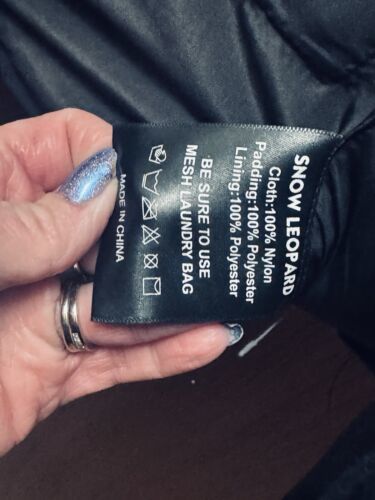 SNOW LEOPARD
Cloth:100% Nylon
Padding:100% Polyester
Lining:100% Polyester
BE SURE TO USE
MESH LAUNDRY BAG
MADE IN CHINA